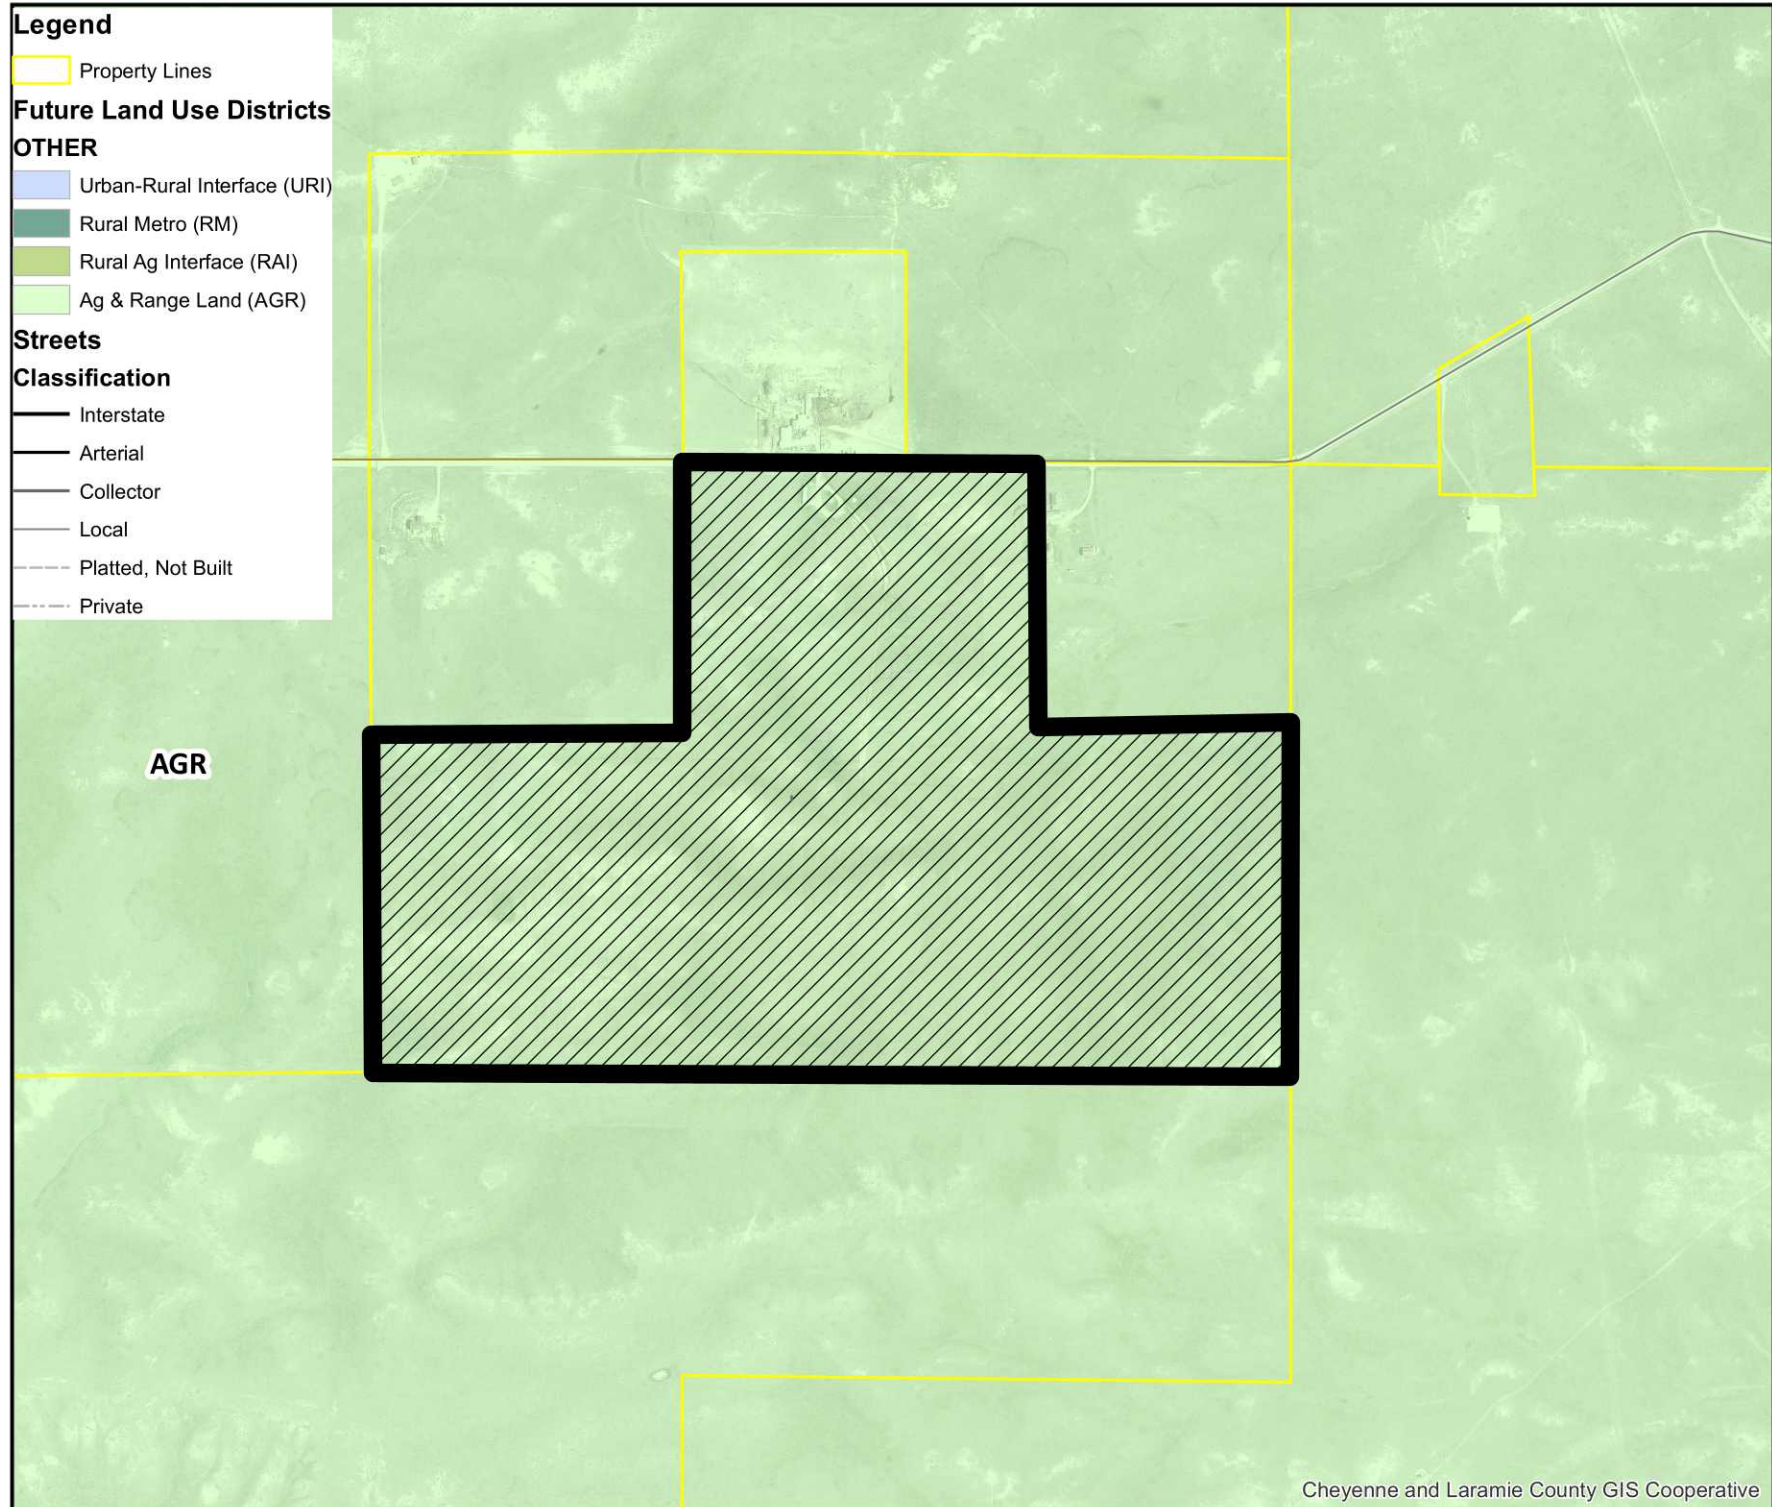 Legend
Property Lines
Future Land Use Districts
OTHER
Urban-Rural Interface (URI)
Rural Metro (RM)
Rural Ag Interface (RAI)
Ag & Range Land (AGR)
Streets
Classification
Interstate
Arterial
Collector
Local
Platted, Not Built
Private
AGR
Cheyenne and Laramie County GIS Cooperative